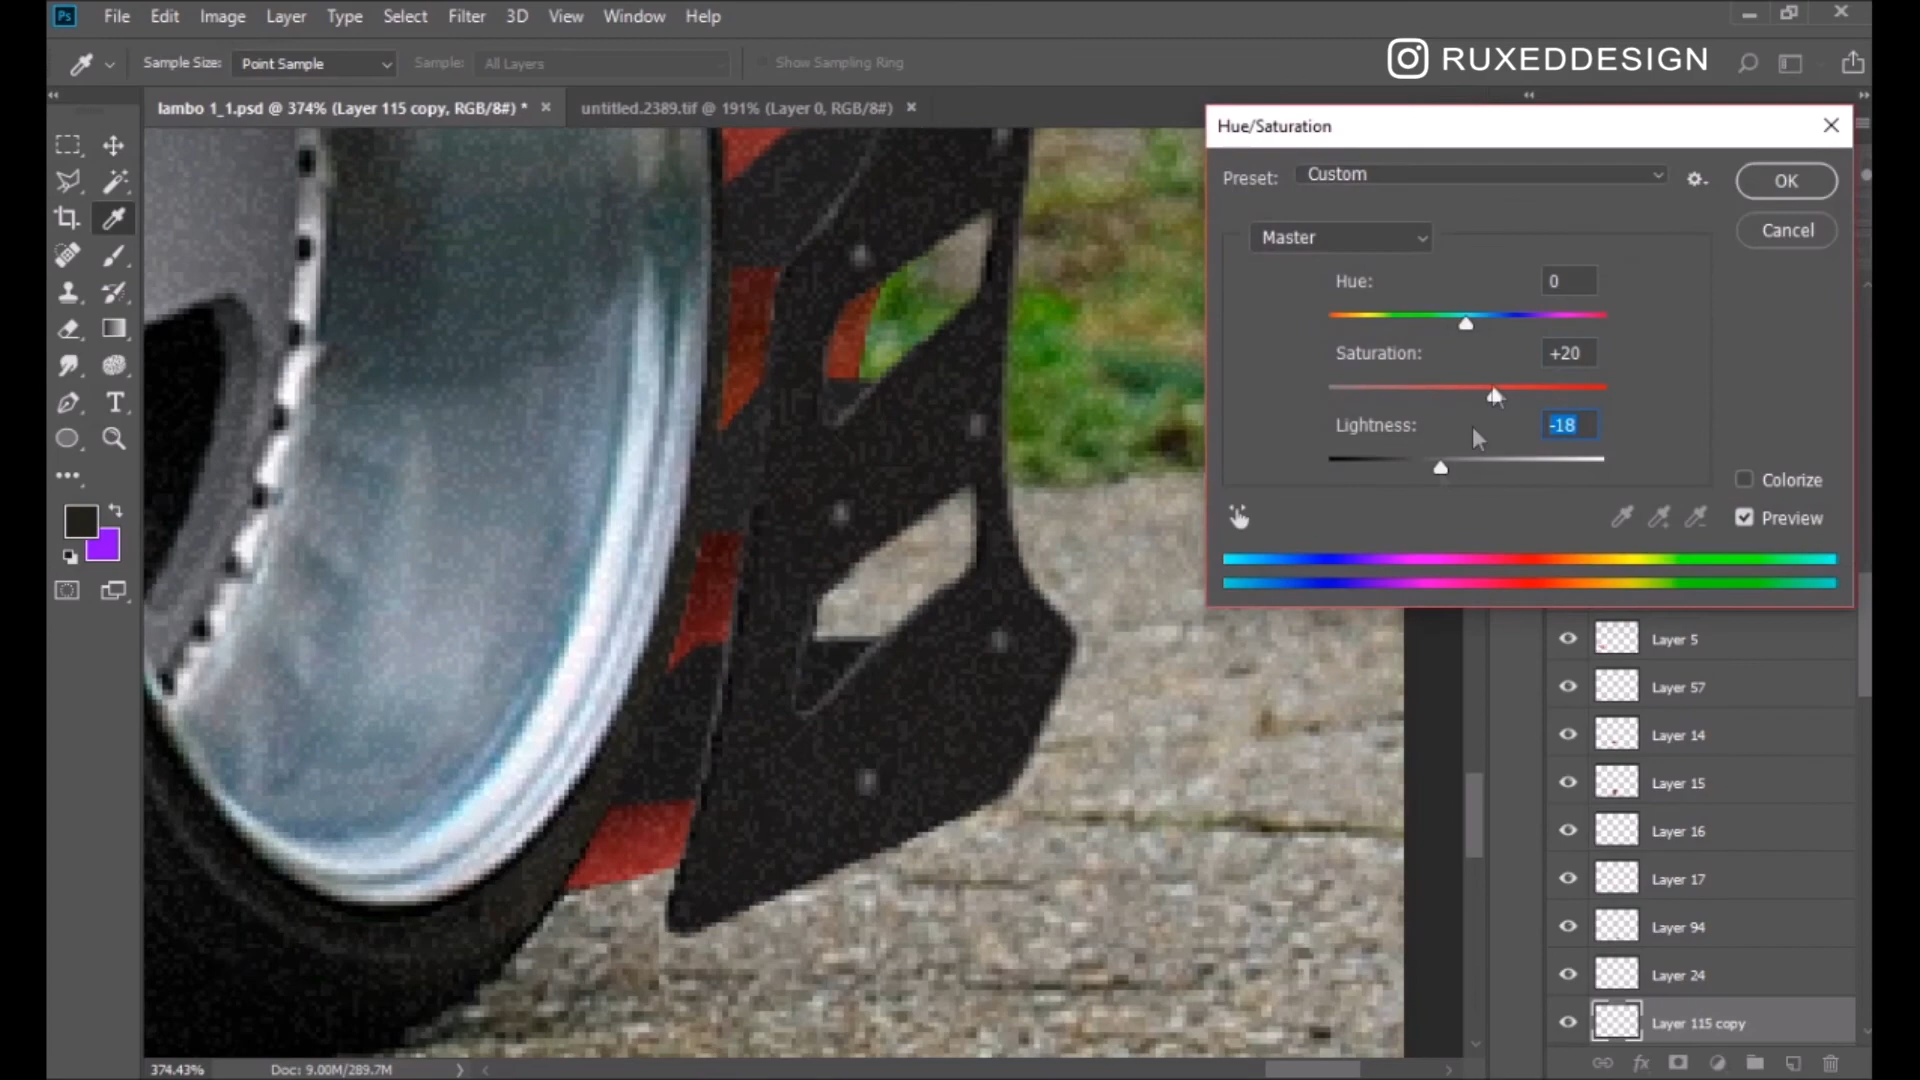 Ps File Edit Image Layer Type Select Filter 3D View Window Help
Sample Size: Point Sample Sample: All Layers Show Sampling Ring
RUXEDDESIGN
lambo 1_1.psd @ 374% (Layer 115 copy, RGB/8#) * × untitled.2389.tif @ 191% (Layer 0, RGB/8#) ×
Hue/Saturation
Preset: Custom OK
Cancel
Master
Hue: 0
Saturation: +20
Lightness: -18
Colorize
Preview
Layer 5
Layer 57
Layer 14
Layer 15
Layer 16
Layer 17
Layer 94
Layer 24
Layer 115 copy
fx
374.43% Doc: 9.00M/289.7M